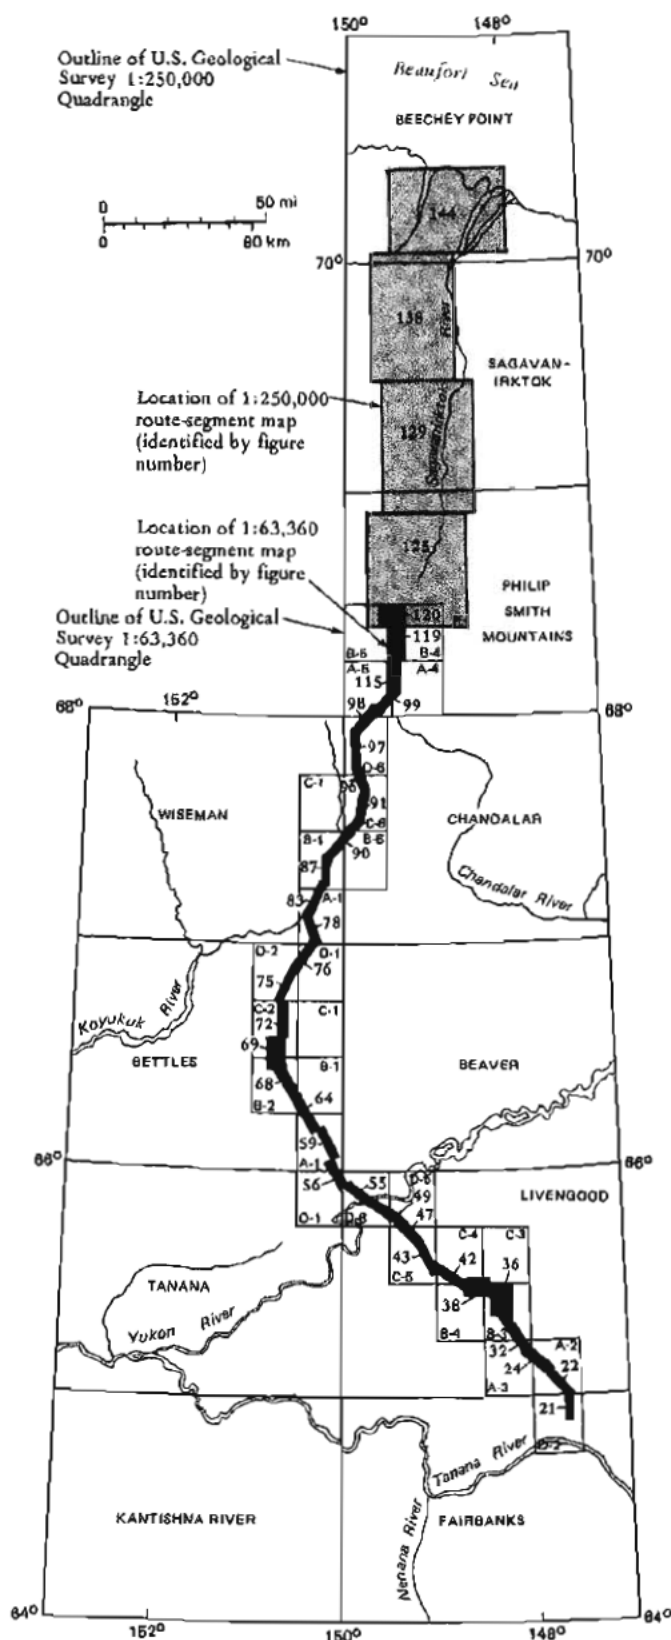 150° 148°
Outline of U.S. Geological
Survey 1:250,000
Quadrangle
Beaufort Sea
BEECHEY POINT
0 50 mi
0 80 km
144
70° 70°
138
River
SAGAVAN-
IRKTOK
Location of 1:250,000
route-segment map
(identified by figure
number)
129
Location of 1:63,360
route-segment map
(identified by figure
number)
125
PHILIP
SMITH
MOUNTAINS
Outline of U.S. Geological
Survey 1:63,360
Quadrangle
120
119
B-5 B-4
A-5 A-4
115
98 99
68° 152° 68°
97
D-6
C-1 96
91
WISEMAN
CHANDALAR
C-6
B-1 B-6
90
87
Chandalar River
83 A-1
78
D-2 D-1
76
75
Koyukuk River
C-2 C-1
72
69
BETTLES
BEAVER
B-1
68
64
B-2
59
66° 66°
A-1
56 55 D-6
49
LIVENGOOD
D-1 D-6
47
C-4 C-3
43 42 36
C-5
TANANA
38
Yukon River
B-4 B-3
32 A-2
24 22
A-3
21
Tanana River
D-2
KANTISHNA RIVER
Nenana River
FAIRBANKS
64° 64°
152° 150° 148°